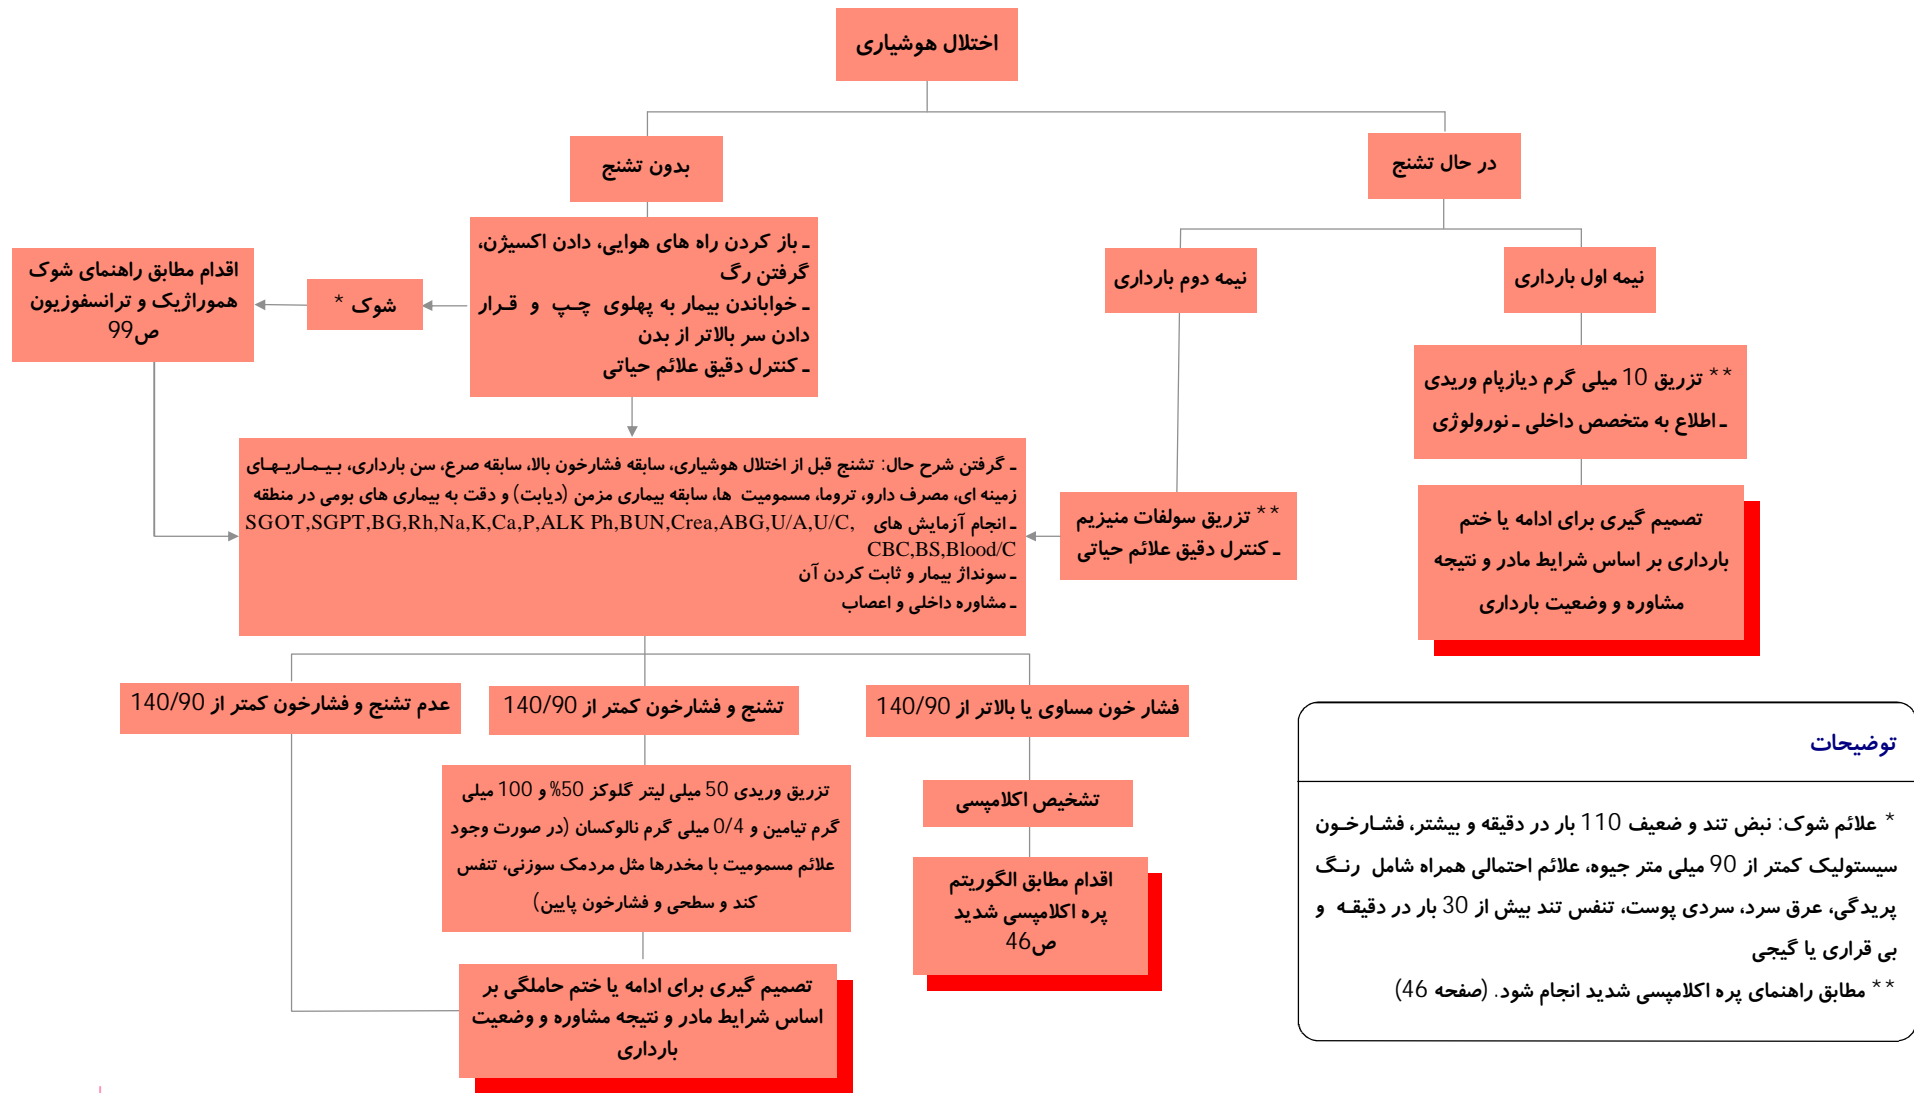 اختلال هوشیاری
در حال تشنج
بدون تشنج
نیمه اول بارداری
نیمه دوم بارداری
ـ باز کردن راه های هوایی، دادن اکسیژن،
گرفتن رگ
ـ خواباندن بیمار به پهلوی چپ و قرار
دادن سر بالاتر از بدن
ـ کنترل دقیق علائم حیاتی
شوک *
اقدام مطابق راهنمای شوک
هموراژیک و ترانسفوزیون
ص99
** تزریق 10 میلی گرم دیازپام وریدی
ـ اطلاع به متخصص داخلی ـ نورولوژی
تصمیم گیری برای ادامه یا ختم
بارداری بر اساس شرایط مادر و نتیجه
مشاوره و وضعیت بارداری
** تزریق سولفات منیزیم
ـ کنترل دقیق علائم حیاتی
ـ گرفتن شرح حال: تشنج قبل از اختلال هوشیاری، سابقه فشارخون بالا، سابقه صرع، سن بارداری، بیماریهای
زمینه ای، مصرف دارو، تروما، مسمومیت ها، سابقه بیماری مزمن (دیابت) و دقت به بیماری های بومی در منطقه
ـ انجام آزمایش های SGOT,SGPT,BG,Rh,Na,K,Ca,P,ALK Ph,BUN,Crea,ABG,U/A,U/C,
CBC,BS,Blood/C
ـ سونداژ بیمار و ثابت کردن آن
ـ مشاوره داخلی و اعصاب
فشار خون مساوی یا بالاتر از 140/90
تشنج و فشارخون کمتر از 140/90
عدم تشنج و فشارخون کمتر از 140/90
تشخیص اکلامپسی
اقدام مطابق الگوریتم
پره اکلامپسی شدید
ص46
تزریق وریدی 50 میلی لیتر گلوکز 50% و 100 میلی
گرم تیامین و 0/4 میلی گرم نالوکسان (در صورت وجود
علائم مسمومیت با مخدرها مثل مردمک سوزنی، تنفس
کند و سطحی و فشارخون پایین)
تصمیم گیری برای ادامه یا ختم حاملگی بر
اساس شرایط مادر و نتیجه مشاوره و وضعیت
بارداری
توضیحات
* علائم شوک: نبض تند و ضعیف 110 بار در دقیقه و بیشتر، فشارخون
سیستولیک کمتر از 90 میلی متر جیوه، علائم احتمالی همراه شامل رنگ
پریدگی، عرق سرد، سردی پوست، تنفس تند بیش از 30 بار در دقیقه و
بی قراری یا گیجی
** مطابق راهنمای پره اکلامپسی شدید انجام شود. (صفحه 46)